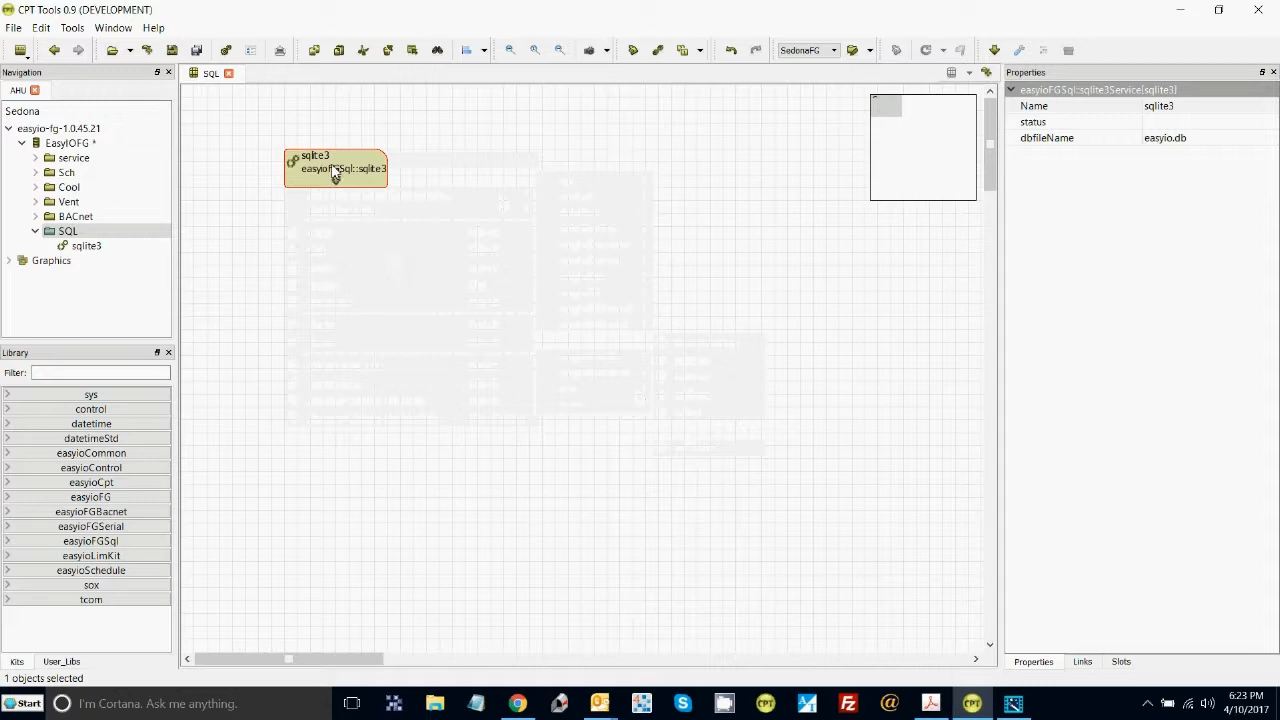 CPT Tools 0.9 (DEVELOPMENT)
File Edit Tools Window Help
SedonaFG
Navigation
AHU
Sedona
easyio-fg-1.0.45.21
EasyIOFG *
service
Sch
Cool
Vent
BACnet
SQL
sqlite3
Graphics
Library
Filter:
sys
control
datetime
datetimeStd
easyioCommon
easyioControl
easyioCpt
easyioFG
easyioFGBacnet
easyioFGSerial
easyioFGSql
easyioLimKit
easyioSchedule
sox
tcom
Kits User_Libs
1 objects selected
SQL
sqlite3
easyioFGSql::sqlite3
Properties
easyioFGSql::sqlite3Service[sqlite3]
Name sqlite3
status
dbfileName easyio.db
Properties Links Slots
Start
I'm Cortana. Ask me anything.
CPT
CPT
6:23 PM
4/10/2017